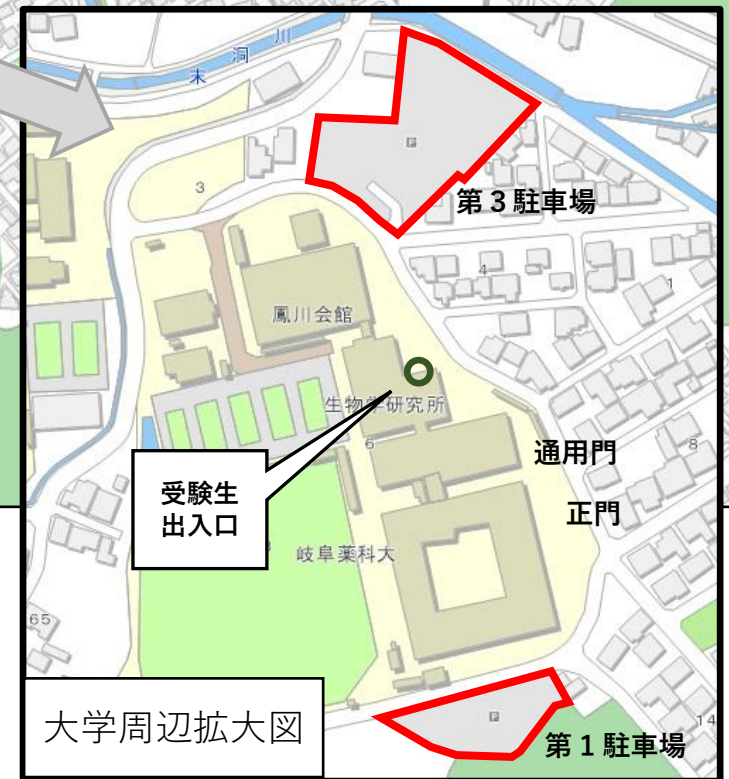 末洞川
3
P
第3駐車場
4
1
鳳川会館
生物学研究所
6
通用門
8
受験生
出入口
正門
岐阜薬科大
65
大学周辺拡大図
P
第1駐車場
14